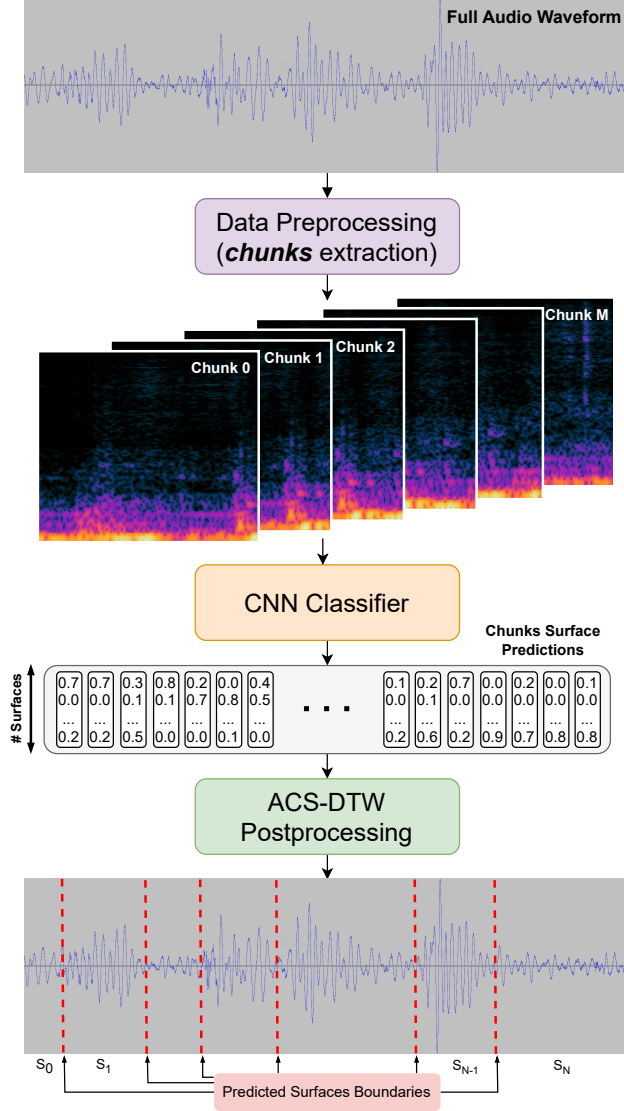 Full Audio Waveform
Data Preprocessing
(chunks extraction)
Chunk 0
Chunk 1
Chunk 2
Chunk M
CNN Classifier
Chunks Surface
Predictions
# Surfaces
0.7 0.7 0.3 0.8 0.2 0.0 0.4 0.1 0.2 0.7 0.0 0.2 0.0 0.1
0.0 0.0 0.1 0.1 0.7 0.8 0.5 0.0 0.1 0.0 0.0 0.0 0.0 0.0
... ... ... ... ... ... ... . . . ... ... ... ... ... ... ...
0.2 0.2 0.5 0.0 0.0 0.1 0.0 0.2 0.6 0.2 0.9 0.7 0.8 0.8
ACS-DTW
Postprocessing
S0 S1 SN-1 SN
Predicted Surfaces Boundaries